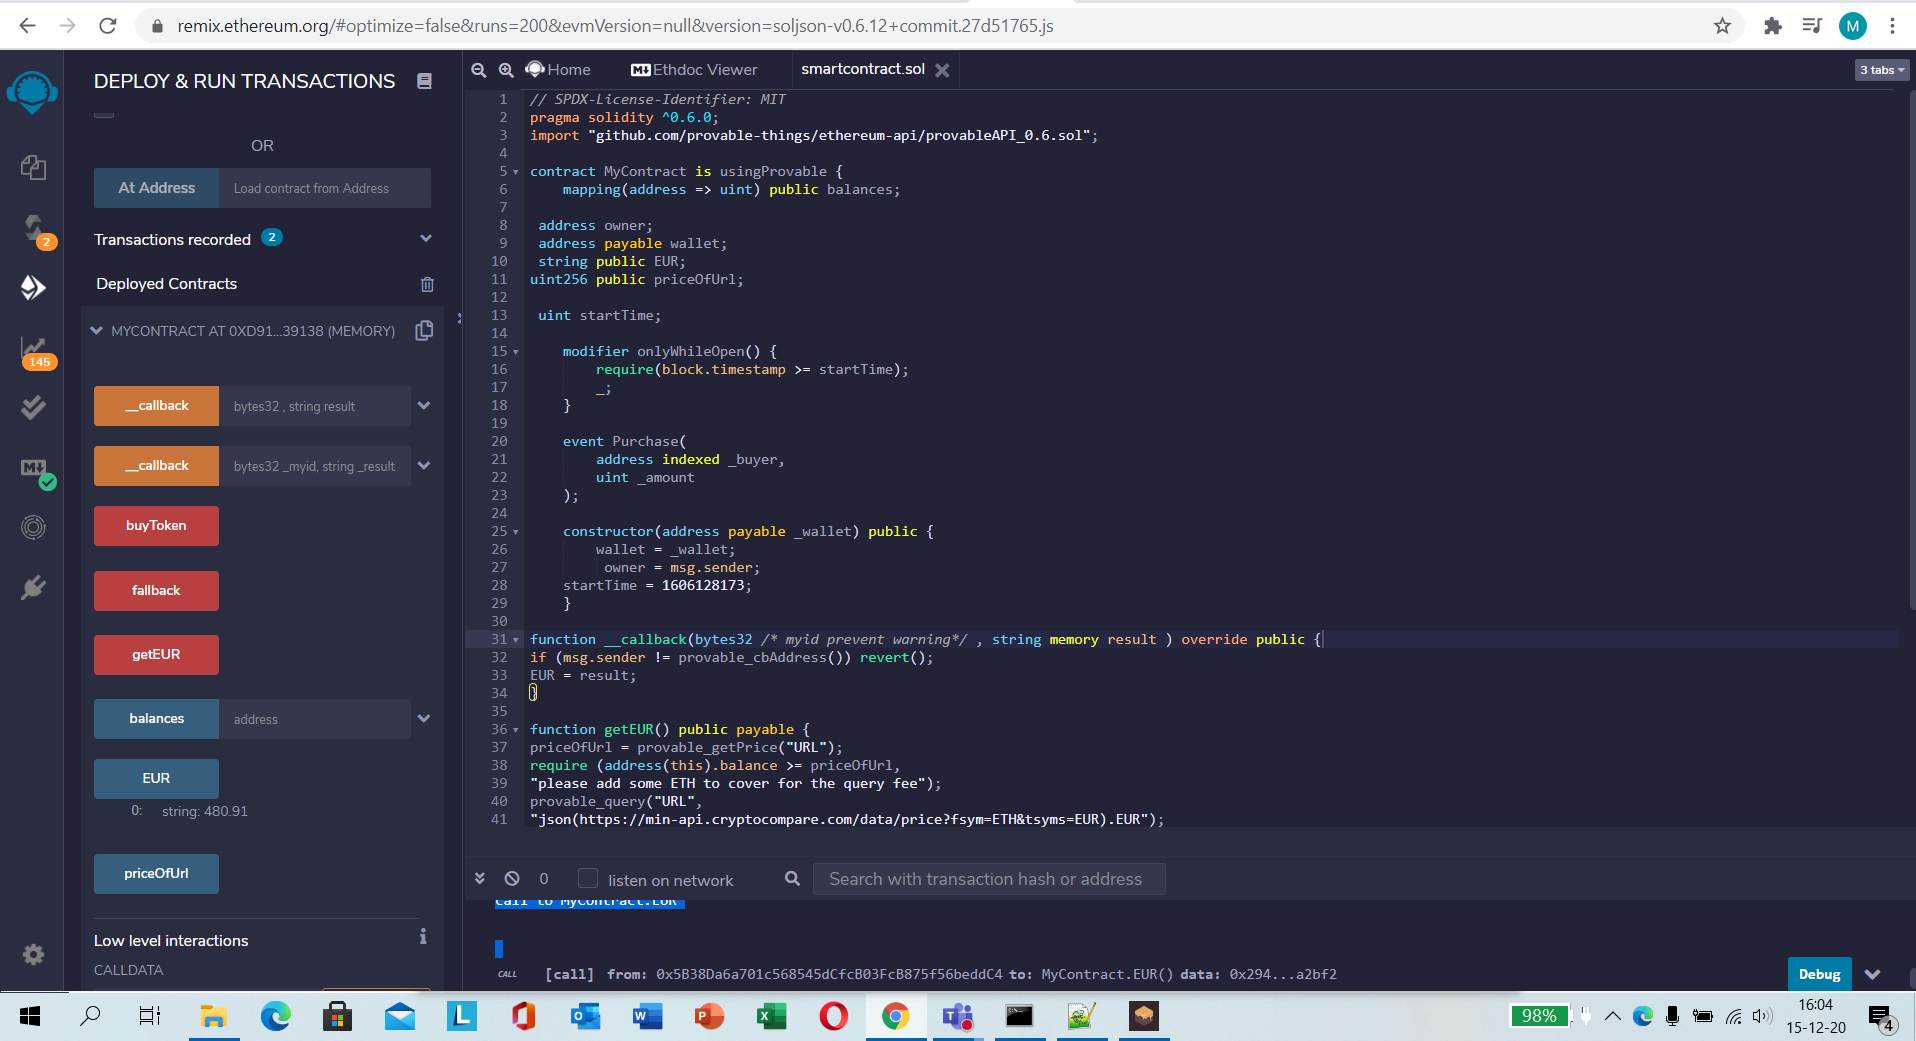 remix.ethereum.org/#optimize=false&runs=200&evmVersion=null&version=soljson-v0.6.12+commit.27d51765.js
M
DEPLOY & RUN TRANSACTIONS
OR
At Address
Load contract from Address
Transactions recorded 2
Deployed Contracts
MYCONTRACT AT 0XD91...39138 (MEMORY)
__callback
bytes32 , string result
__callback
bytes32 _myid, string _result
buyToken
fallback
getEUR
balances
address
EUR
0: string: 480.91
priceOfUrl
Low level interactions
i
CALLDATA
2
145
Home
Ethdoc Viewer
smartcontract.sol
3 tabs
1 // SPDX-License-Identifier: MIT
2 pragma solidity ^0.6.0;
3 import "github.com/provable-things/ethereum-api/provableAPI_0.6.sol";
4
5 contract MyContract is usingProvable {
6 mapping(address => uint) public balances;
7
8 address owner;
9 address payable wallet;
10 string public EUR;
11 uint256 public priceOfUrl;
12
13 uint startTime;
14
15 modifier onlyWhileOpen() {
16 require(block.timestamp >= startTime);
17 _;
18 }
19
20 event Purchase(
21 address indexed _buyer,
22 uint _amount
23 );
24
25 constructor(address payable _wallet) public {
26 wallet = _wallet;
27 owner = msg.sender;
28 startTime = 1606128173;
29 }
30
31 function __callback(bytes32 /* myid prevent warning*/ , string memory result ) override public {
32 if (msg.sender != provable_cbAddress()) revert();
33 EUR = result;
34 }
35
36 function getEUR() public payable {
37 priceOfUrl = provable_getPrice("URL");
38 require (address(this).balance >= priceOfUrl,
39 "please add some ETH to cover for the query fee");
40 provable_query("URL",
41 "json(https://min-api.cryptocompare.com/data/price?fsym=ETH&tsyms=EUR).EUR");
0
listen on network
Search with transaction hash or address
call to MyContract.EUR
CALL [call] from: 0x5B38Da6a701c568545dCfcB03FcB875f56beddC4 to: MyContract.EUR() data: 0x294...a2bf2
Debug
98%
16:04
15-12-20
4